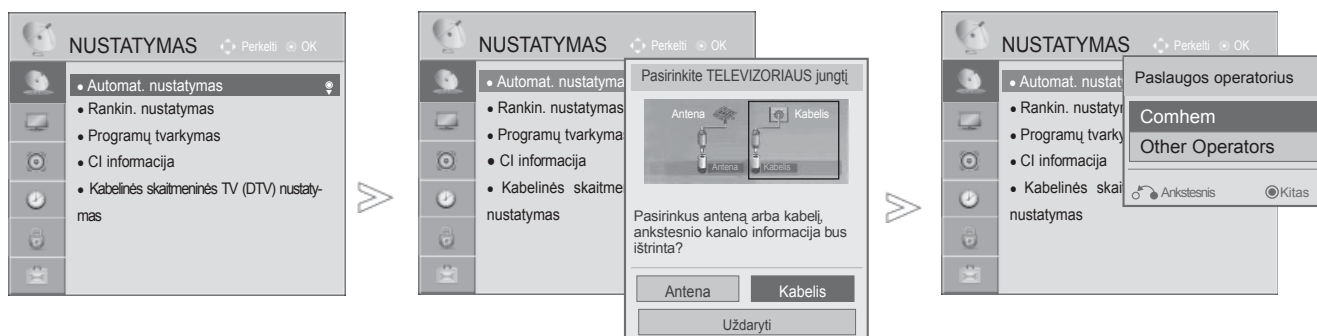 NUSTATYMAS Perkelti OK
• Automat. nustatymas
• Rankin. nustatymas
• Programų tvarkymas
• CI informacija
• Kabelinės skaitmeninės TV (DTV) nustaty-
mas
NUSTATYMAS Perkelti OK
• Automat. nustatyma
• Rankin. nustatymas
• Programų tvarkyma
• CI informacija
• Kabelinės skaitme
nustatymas
Pasirinkite TELEVIZORIAUS jungtį
Antena Kabelis
Antena Kabelis
Pasirinkus anteną arba kabelį,
ankstesnio kanalo informacija bus
ištrinta?
Antena Kabelis
Uždaryti
NUSTATYMAS Perkelti OK
• Automat. nustat
• Rankin. nustaty
• Programų tvarky
• CI informacija
• Kabelinės skai
nustatymas
Paslaugos operatorius
Comhem
Other Operators
Ankstesnis Kitas